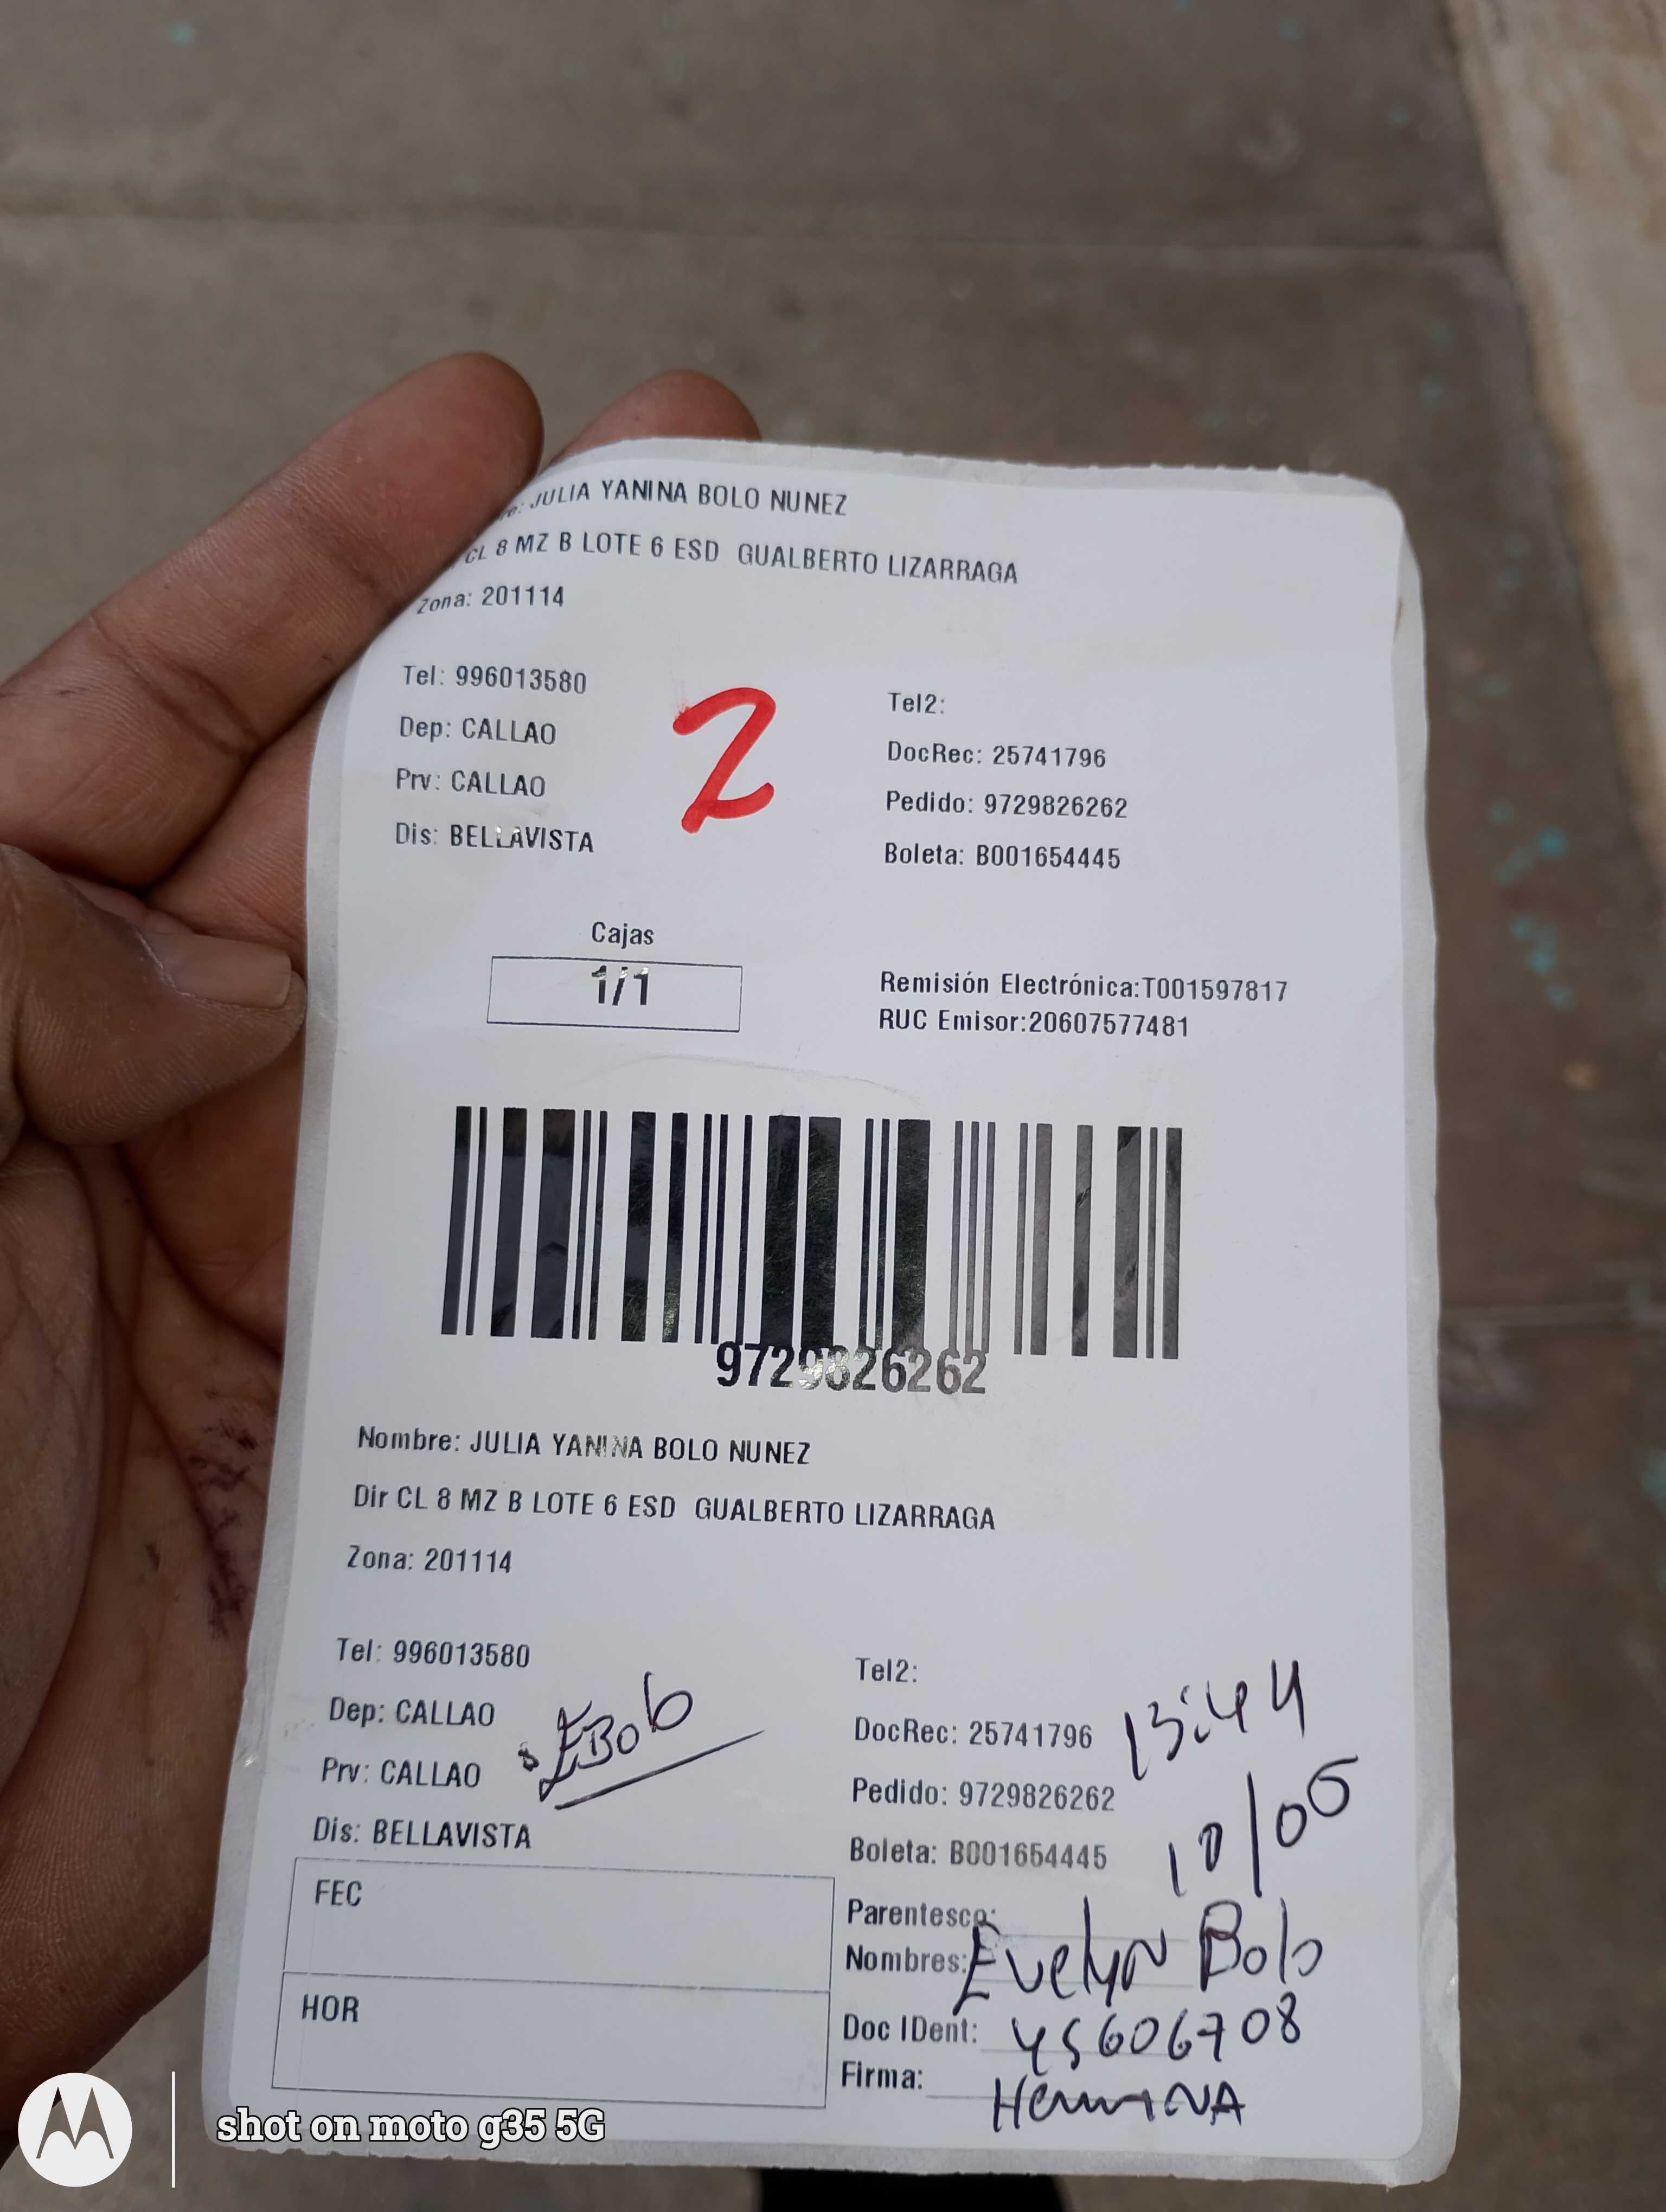 JULIA YANINA BOLO NUNEZ
CL 8 MZ B LOTE 6 ESD GUALBERTO LIZARRAGA
Zona: 201114
Tel: 996013580
Tel2:
Dep: CALLAO
DocRec: 25741796
Prv: CALLAO
Pedido: 9729826262
Dis: BELLAVISTA
Boleta: B001654445
2
Cajas
1/1
Remisión Electrónica:T001597817
RUC Emisor:20607577481
9729826262
Nombre: JULIA YANINA BOLO NUNEZ
Dir CL 8 MZ B LOTE 6 ESD GUALBERTO LIZARRAGA
Zona: 201114
Tel: 996013580
Tel2:
Dep: CALLAO
DocRec: 25741796 13:44
Prv: CALLAO
Pedido: 9729826262
Dis: BELLAVISTA
Boleta: B001654445
FEC
HOR
Parentesco:
Nombres: Evelyn Bolo
Doc IDent: 45606708
Firma: HermaNA
shot on moto g35 5G